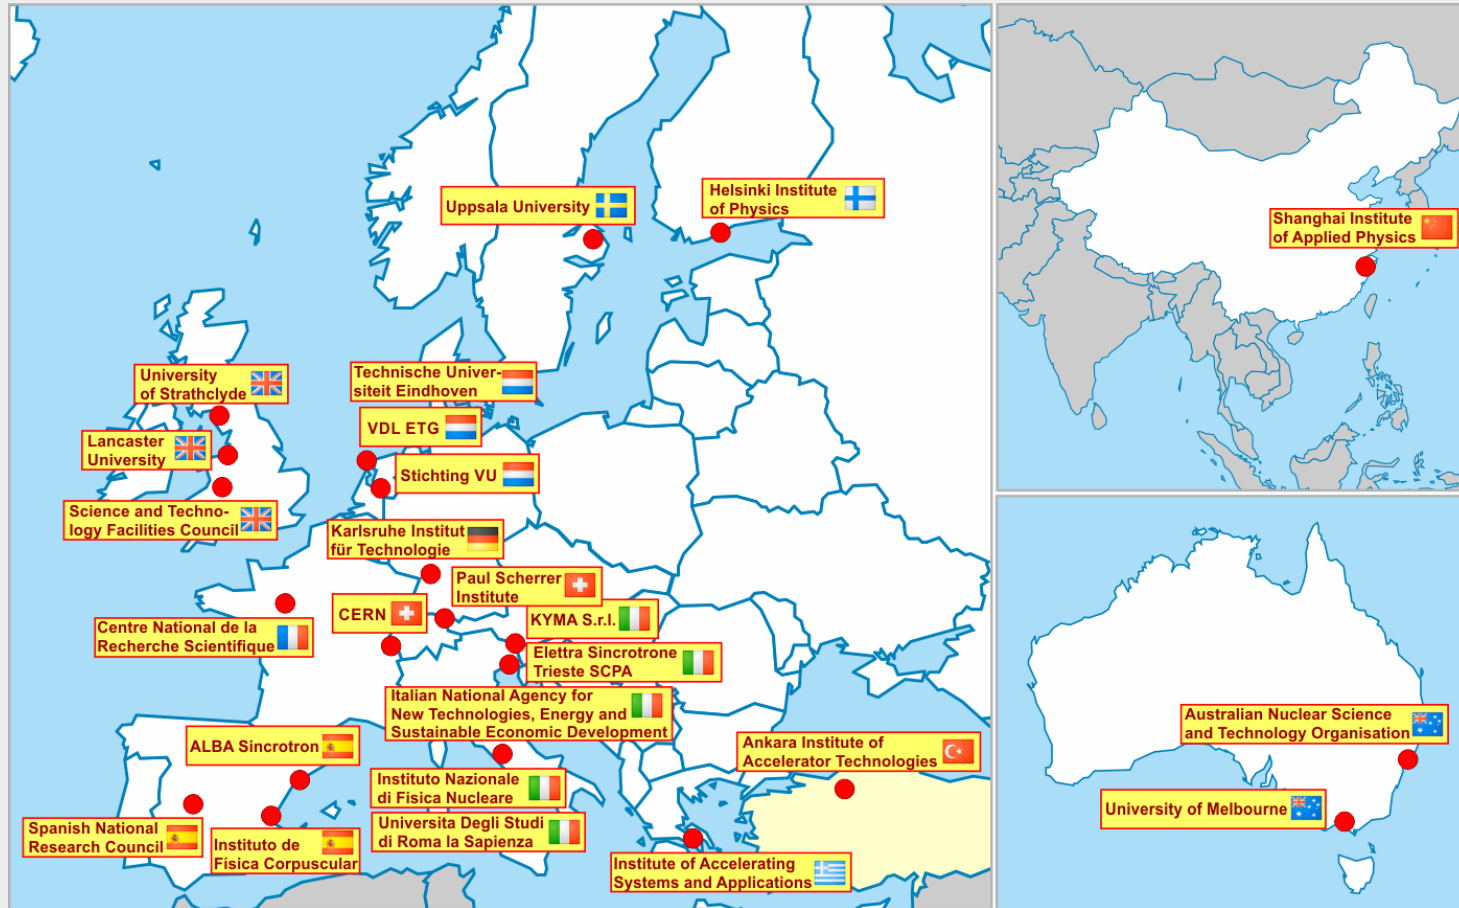 Uppsala University
Helsinki Institute
of Physics
Shanghai Institute
of Applied Physics
University
of Strathclyde
Technische Univer-
siteit Eindhoven
VDL ETG
Lancaster
University
Stichting VU
Science and Techno-
logy Facilities Council
Karlsruhe Institut
für Technologie
Paul Scherrer
Institute
CERN
KYMA S.r.l.
Centre National de la
Recherche Scientifique
Elettra Sincrotrone
Trieste SCPA
Italian National Agency for
New Technologies, Energy and
Sustainable Economic Development
ALBA Sincrotron
Ankara Institute of
Accelerator Technologies
Instituto Nazionale
di Fisica Nucleare
Spanish National
Research Council
Instituto de
Física Corpuscular
Universita Degli Studi
di Roma la Sapienza
Institute of Accelerating
Systems and Applications
Australian Nuclear Science
and Technology Organisation
University of Melbourne